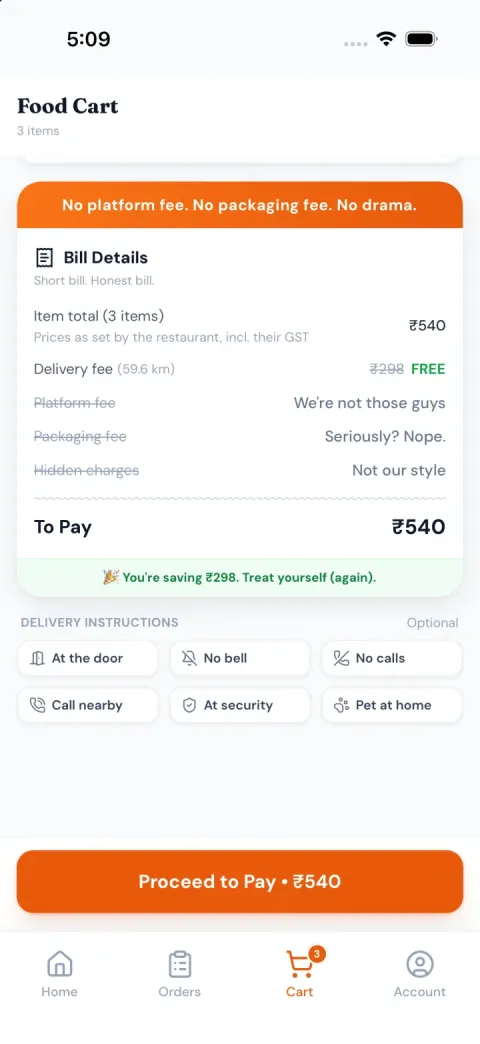 5:09
Food Cart
3 items
No platform fee. No packaging fee. No drama.
Bill Details
Short bill. Honest bill.
Item total (3 items)
₹540
Prices as set by the restaurant, incl. their GST
Delivery fee (59.6 km) ₹298 FREE
Platform fee We're not those guys
Packaging fee Seriously? Nope.
Hidden charges Not our style
To Pay ₹540
🎉 You're saving ₹298. Treat yourself (again).
DELIVERY INSTRUCTIONS Optional
At the door No bell No calls
Call nearby At security Pet at home
Proceed to Pay • ₹540
3
Home Orders Cart Account